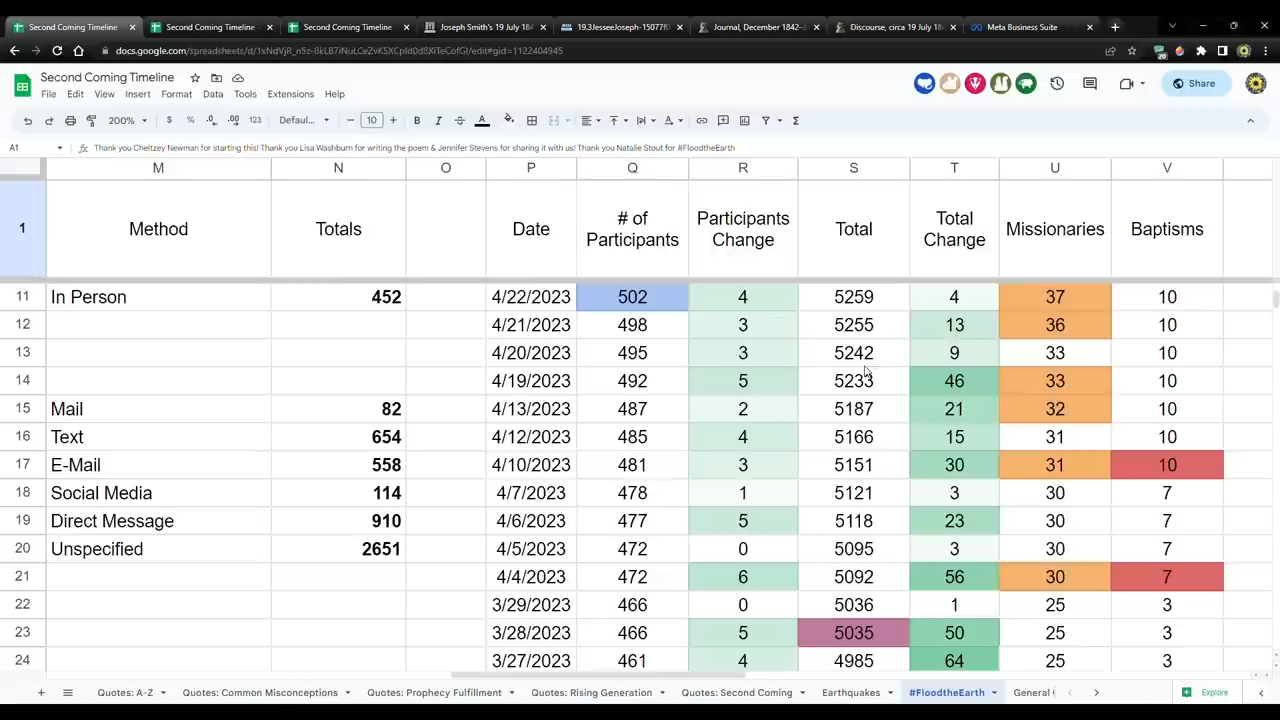 Second Coming Timeline
Second Coming Timeline
Second Coming Timeline
Joseph Smith's 19 July 184
19.3JesseeJoseph-15077f2
Journal, December 1842–
Discourse, circa 19 July 184
Meta Business Suite
Second Coming Timeline
File Edit View Insert Format Data Tools Extensions Help
Share
200% $ % .0 .00 123 Defaul... 10 B I A
A1 Thank you Cheltzey Newman for starting this! Thank you Lisa Washburn for writing the poem & Jennifer Stevens for sharing it with us! Thank you Natalie Stout for #FloodtheEarth
M N O P Q R S T U V
1 Method Totals Date # of Participants Participants Change Total Total Change Missionaries Baptisms
11 In Person 452 4/22/2023 502 4 5259 4 37 10
12 4/21/2023 498 3 5255 13 36 10
13 4/20/2023 495 3 5242 9 33 10
14 4/19/2023 492 5 5233 46 33 10
15 Mail 82 4/13/2023 487 2 5187 21 32 10
16 Text 654 4/12/2023 485 4 5166 15 31 10
17 E-Mail 558 4/10/2023 481 3 5151 30 31 10
18 Social Media 114 4/7/2023 478 1 5121 3 30 7
19 Direct Message 910 4/6/2023 477 5 5118 23 30 7
20 Unspecified 2651 4/5/2023 472 0 5095 3 30 7
21 4/4/2023 472 6 5092 56 30 7
22 3/29/2023 466 0 5036 1 25 3
23 3/28/2023 466 5 5035 50 25 3
24 3/27/2023 461 4 4985 64 25 3
Quotes: A-Z Quotes: Common Misconceptions Quotes: Prophecy Fulfillment Quotes: Rising Generation Quotes: Second Coming Earthquakes #FloodtheEarth General Explore